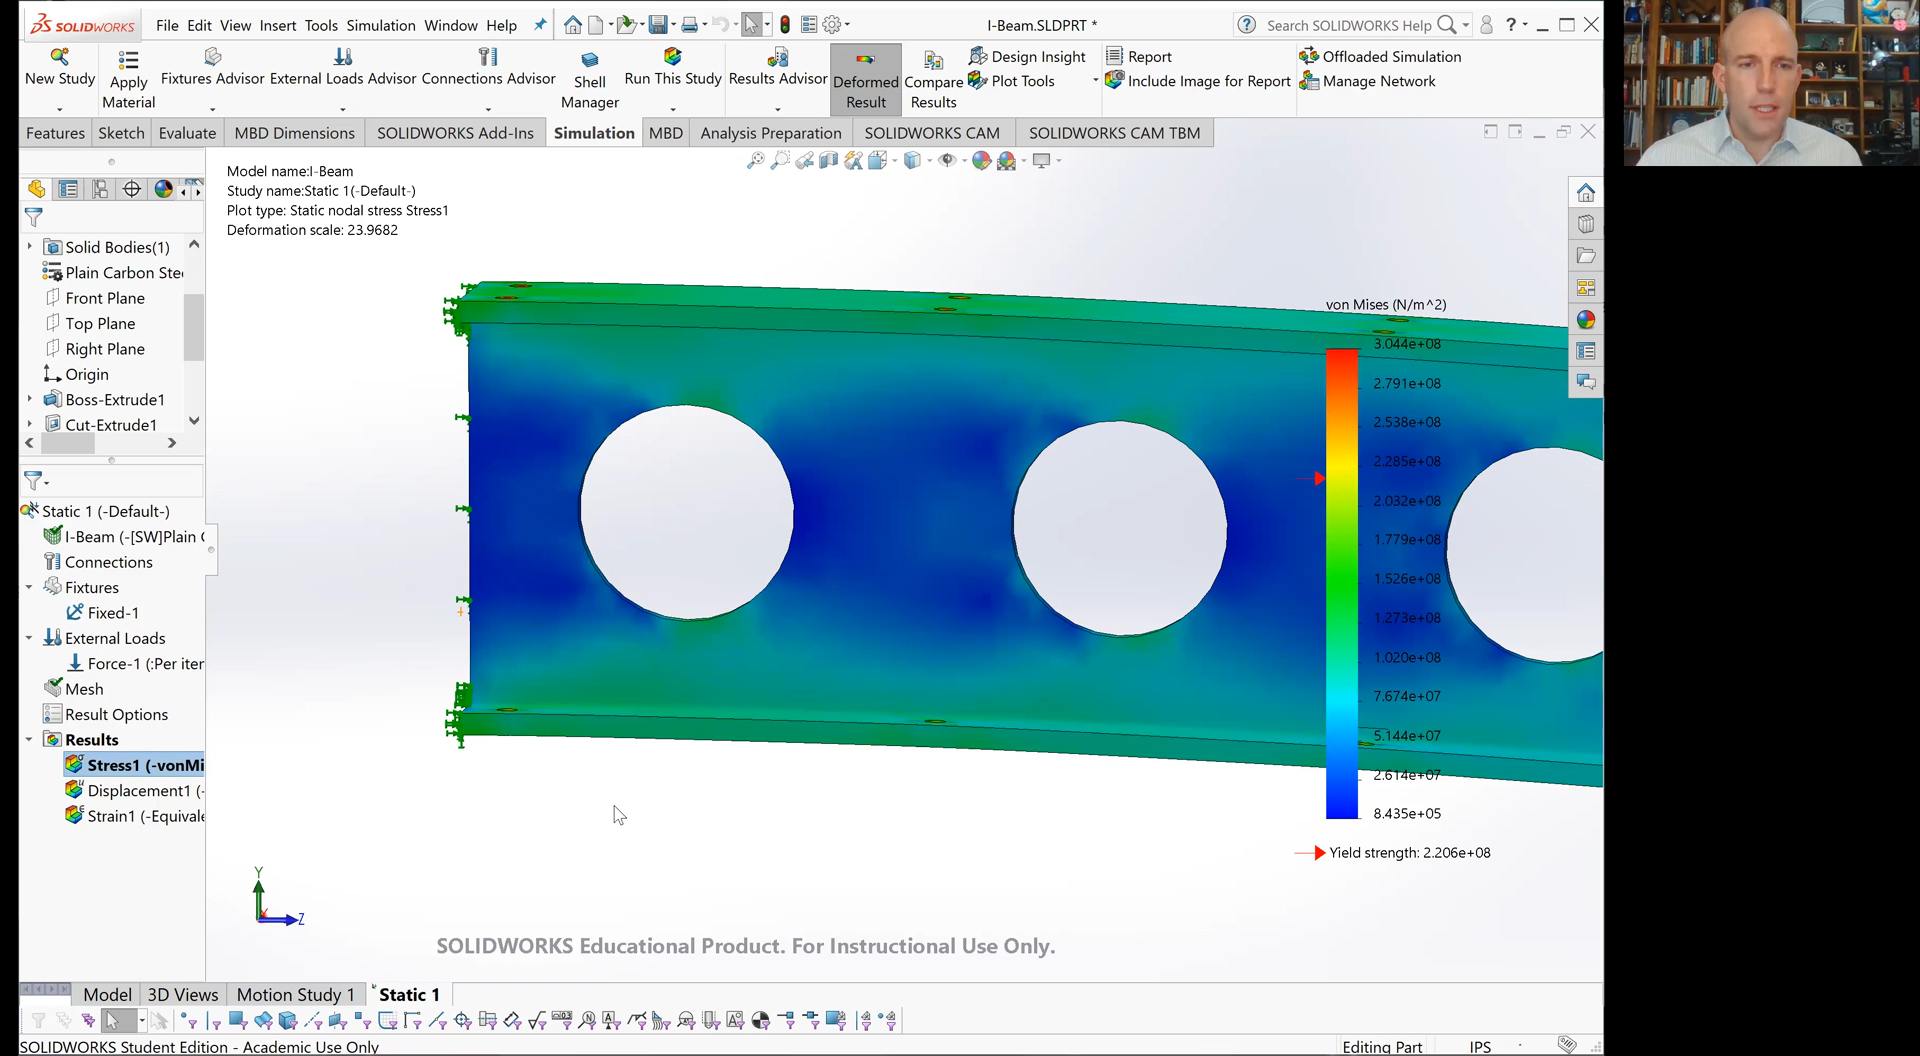 SOLIDWORKS File Edit View Insert Tools Simulation Window Help I-Beam.SLDPRT * Search SOLIDWORKS Help ?
New Study
Apply Material
Fixtures Advisor
External Loads Advisor
Connections Advisor
Shell Manager
Run This Study
Results Advisor
Deformed Result
Compare Results
Design Insight
Plot Tools
Report
Include Image for Report
Offloaded Simulation
Manage Network
Features Sketch Evaluate MBD Dimensions SOLIDWORKS Add-Ins Simulation MBD Analysis Preparation SOLIDWORKS CAM SOLIDWORKS CAM TBM
Model name:I-Beam
Study name:Static 1(-Default-)
Plot type: Static nodal stress Stress1
Deformation scale: 23.9682
Solid Bodies(1)
Plain Carbon Stee
Front Plane
Top Plane
Right Plane
Origin
Boss-Extrude1
Cut-Extrude1
Static 1 (-Default-)
I-Beam (-[SW]Plain C
Connections
Fixtures
Fixed-1
External Loads
Force-1 (:Per iter
Mesh
Result Options
Results
Stress1 (-vonMi
Displacement1 (-
Strain1 (-Equivale
von Mises (N/m^2)
3.044e+08
2.791e+08
2.538e+08
2.285e+08
2.032e+08
1.779e+08
1.526e+08
1.273e+08
1.020e+08
7.674e+07
5.144e+07
2.614e+07
8.435e+05
Yield strength: 2.206e+08
Y
Z
SOLIDWORKS Educational Product. For Instructional Use Only.
Model 3D Views Motion Study 1 Static 1
SOLIDWORKS Student Edition - Academic Use Only Editing Part IPS